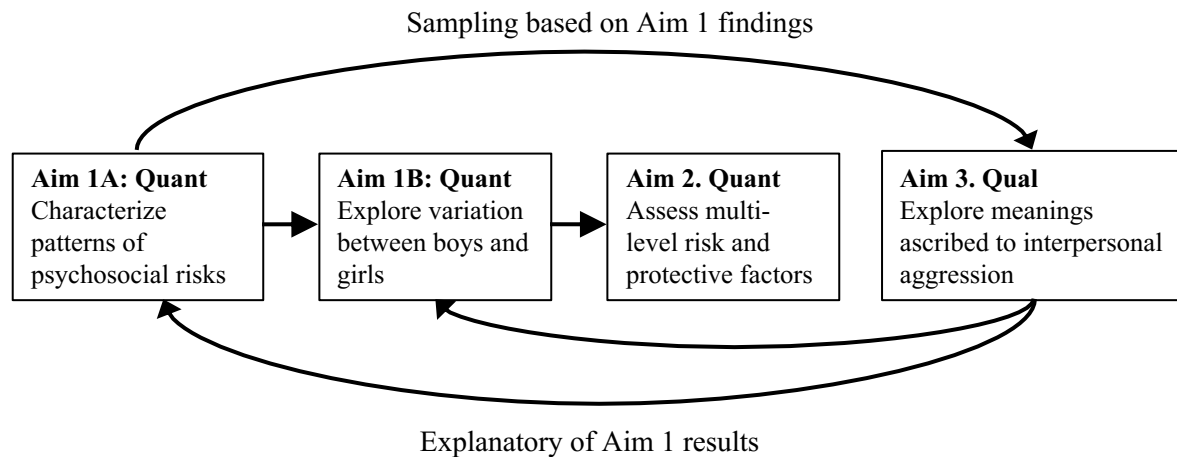 Sampling based on Aim 1 findings
Aim 1A: Quant
Characterize
patterns of
psychosocial risks
Aim 1B: Quant
Explore variation
between boys and
girls
Aim 2. Quant
Assess multi-
level risk and
protective factors
Aim 3. Qual
Explore meanings
ascribed to interpersonal
aggression
Explanatory of Aim 1 results